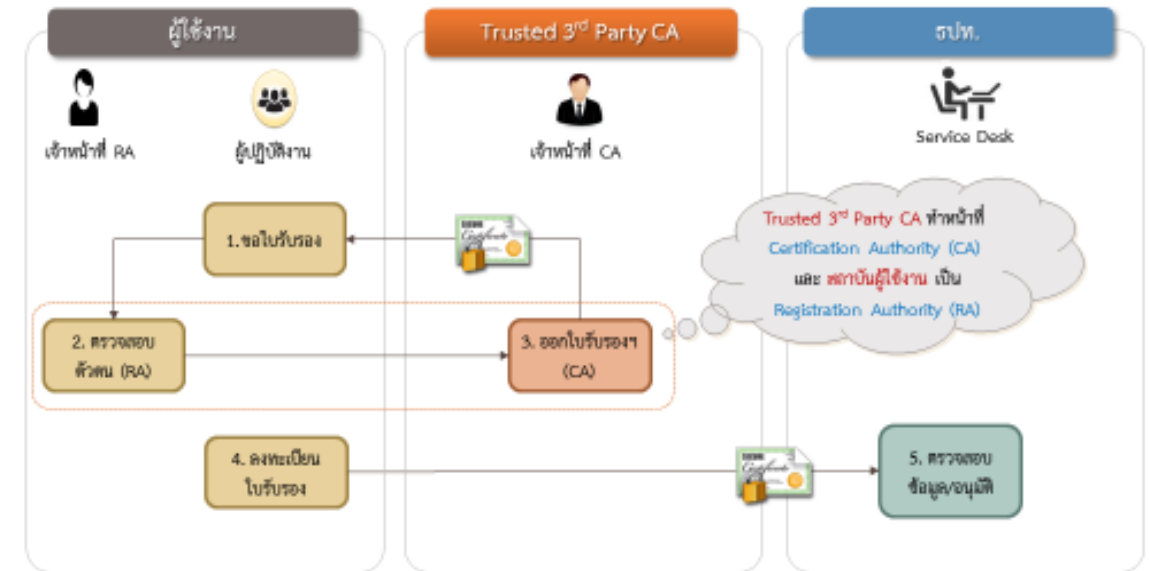 ผู้ใช้งาน
Trusted 3rd Party CA
ธปท.
เจ้าหน้าที่ RA
ผู้ปฏิบัติงาน
เจ้าหน้าที่ CA
Service Desk
1.ขอใบรับรอง
Certificate
Trusted 3rd Party CA ทำหน้าที่
Certification Authority (CA)
และ สถาบันผู้ใช้งาน เป็น
Registration Authority (RA)
2. ตรวจสอบ
ตัวตน (RA)
3. ออกใบรับรองฯ
(CA)
4. ลงทะเบียน
ใบรับรอง
Certificate
5. ตรวจสอบ
ข้อมูล/อนุมัติ